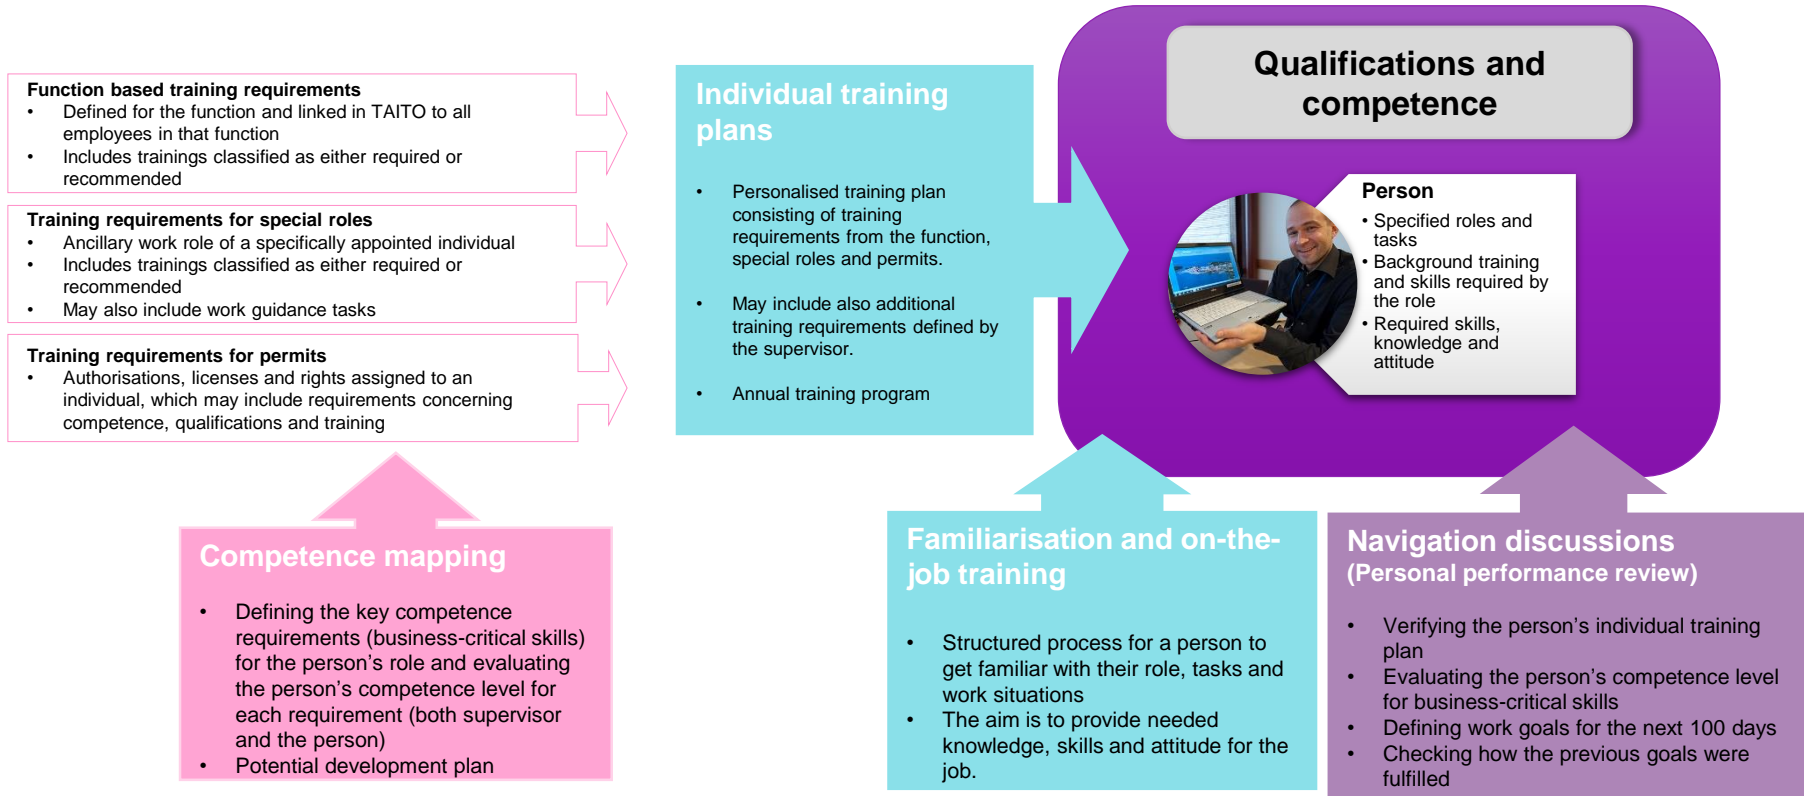 Function based training requirements
• Defined for the function and linked in TAITO to all
employees in that function
• Includes trainings classified as either required or
recommended
Training requirements for special roles
• Ancillary work role of a specifically appointed individual
• Includes trainings classified as either required or
recommended
• May also include work guidance tasks
Training requirements for permits
• Authorisations, licenses and rights assigned to an
individual, which may include requirements concerning
competence, qualifications and training
Individual training
plans
• Personalised training plan
consisting of training
requirements from the function,
special roles and permits.
• May include also additional
training requirements defined by
the supervisor.
• Annual training program
Qualifications and
competence
Person
• Specified roles and
tasks
• Background training
and skills required by
the role
• Required skills,
knowledge and
attitude
Competence mapping
• Defining the key competence
requirements (business-critical skills)
for the person's role and evaluating
the person's competence level for
each requirement (both supervisor
and the person)
• Potential development plan
Familiarisation and on-the-
job training
• Structured process for a person to
get familiar with their role, tasks and
work situations
• The aim is to provide needed
knowledge, skills and attitude for the
job.
Navigation discussions
(Personal performance review)
• Verifying the person's individual training
plan
• Evaluating the person's competence level
for business-critical skills
• Defining work goals for the next 100 days
• Checking how the previous goals were
fulfilled